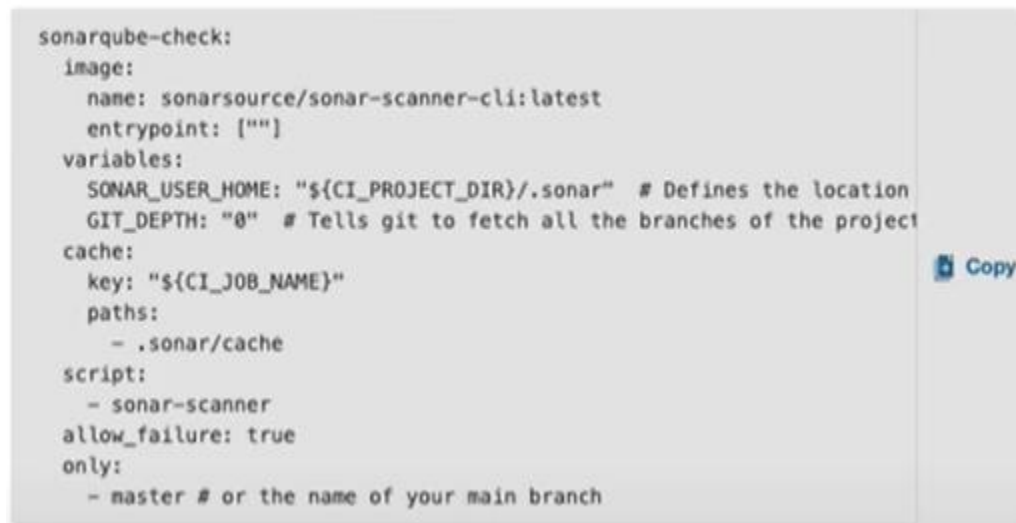 sonarqube-check:
  image:
    name: sonarsource/sonar-scanner-cli:latest
    entrypoint: [""]
  variables:
    SONAR_USER_HOME: "${CI_PROJECT_DIR}/.sonar"  # Defines the location
    GIT_DEPTH: "0"  # Tells git to fetch all the branches of the project
  cache:
    key: "${CI_JOB_NAME}"
    paths:
      - .sonar/cache
  script:
    - sonar-scanner
  allow_failure: true
  only:
    - master # or the name of your main branch
Copy